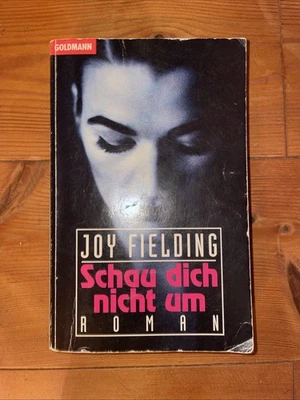 GOLDMANN
JOY FIELDING
Schau dich
nicht um
ROMAN